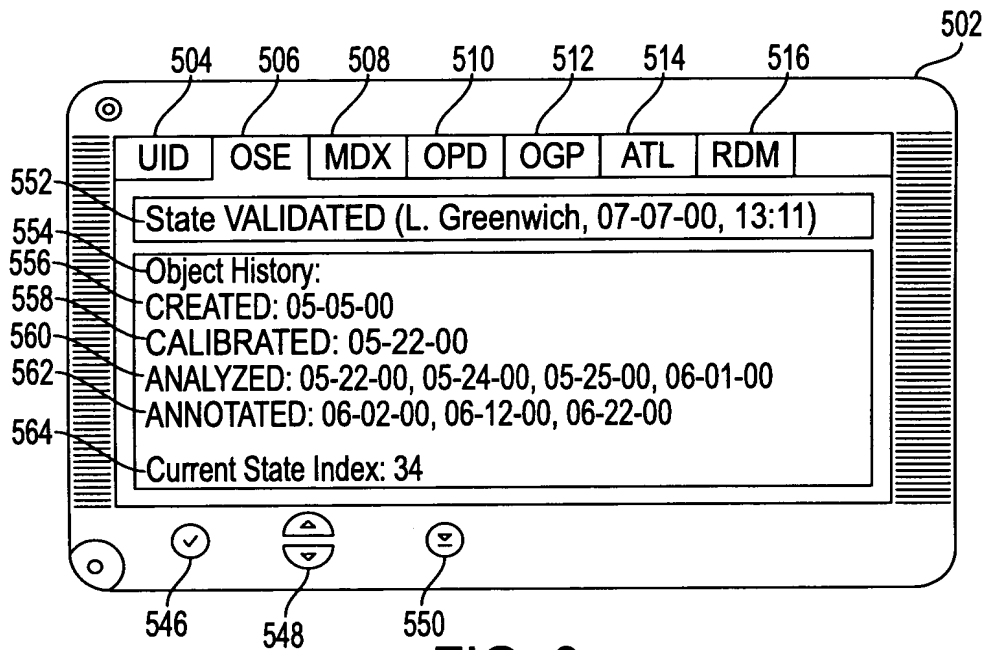 502
504 506 508 510 512 514 516
UID OSE MDX OPD OGP ATL RDM
552
State VALIDATED (L. Greenwich, 07-07-00, 13:11)
554
Object History:
556
CREATED: 05-05-00
558
CALIBRATED: 05-22-00
560
ANALYZED: 05-22-00, 05-24-00, 05-25-00, 06-01-00
562
ANNOTATED: 06-02-00, 06-12-00, 06-22-00
564
Current State Index: 34
546 548 550